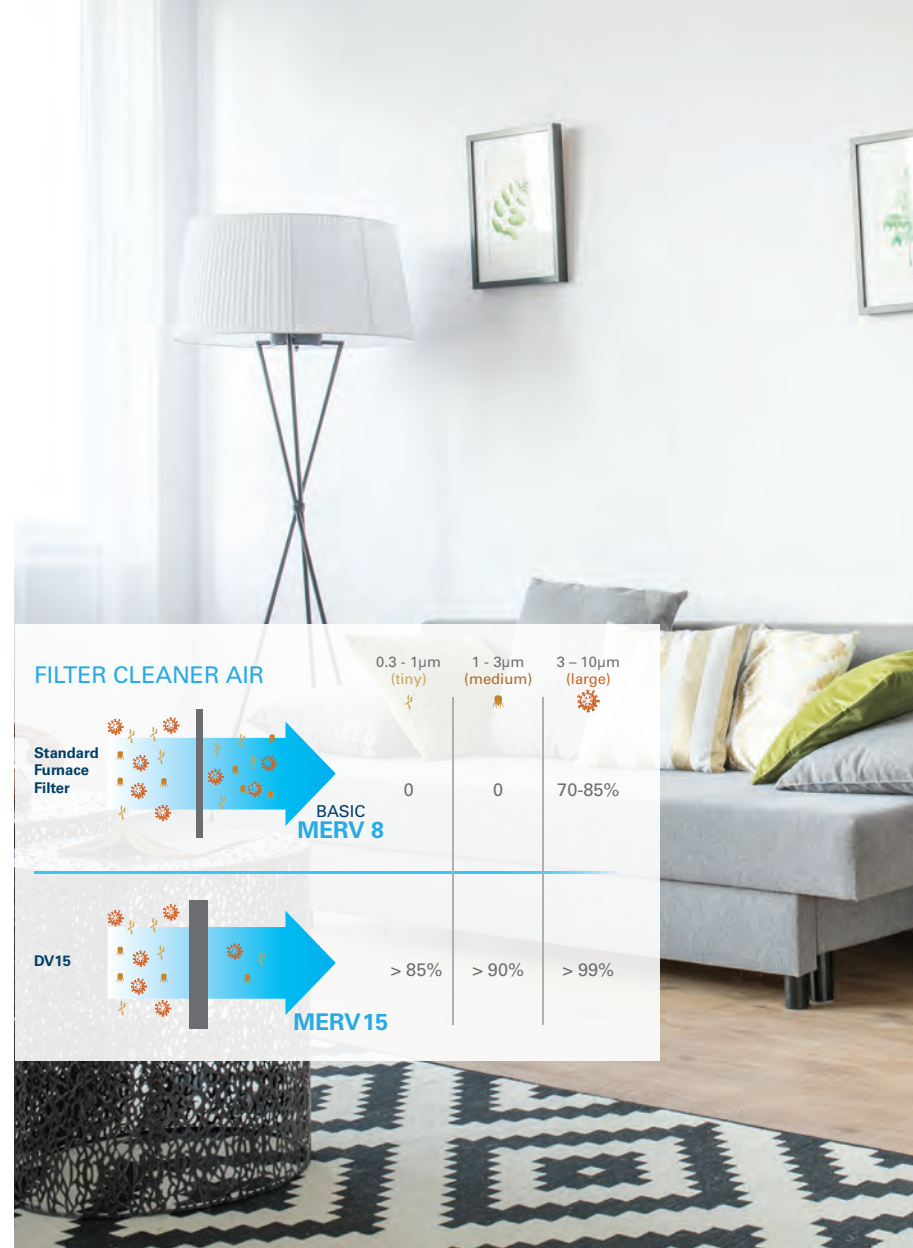 FILTER CLEANER AIR
0.3 - 1µm
(tiny)
1 - 3µm
(medium)
3 – 10µm
(large)
Standard
Furnace
Filter
BASIC
MERV 8
0
0
70-85%
DV15
MERV 15
> 85%
> 90%
> 99%